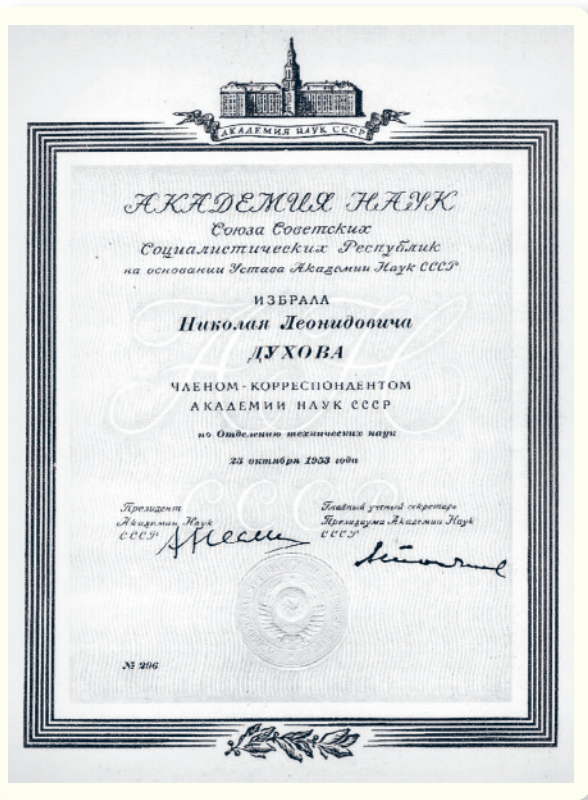 АКАДЕМИЯ НАУК СССР
АКАДЕМИЯ НАУК
Союза Советских
Социалистических Республик
на основании Устава Академии Наук СССР
ИЗБРАЛА
Николая Леонидовича
ДУХОВА
ЧЛЕНОМ-КОРРЕСПОНДЕНТОМ
АКАДЕМИИ НАУК СССР
по Отделению технических наук
23 октября 1953 года
Президент
Академии Наук
СССР
Главный ученый секретарь
Президиума Академии Наук
СССР
АН
СССР
№ 296